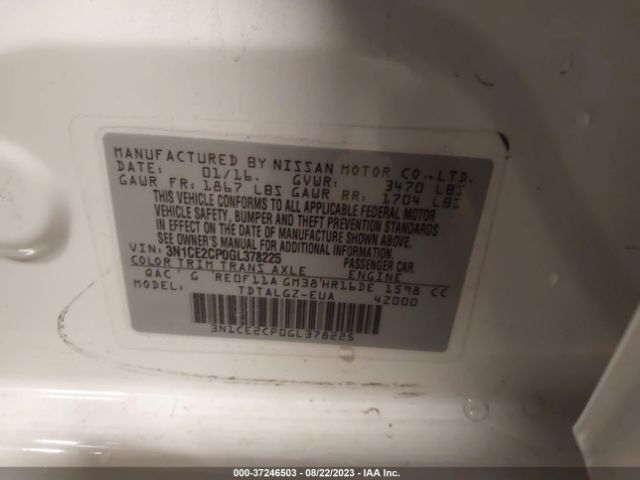 MANUFACTURED BY NISSAN MOTOR CO.,LTD.
DATE: 01/16. GVWR: 3470 LBS
GAWR FR: 1867 LBS GAWR RR: 1704 LBS
THIS VEHICLE CONFORMS TO ALL APPLICABLE FEDERAL MOTOR
VEHICLE SAFETY, BUMPER AND THEFT PREVENTION STANDARDS
IN EFFECT ON THE DATE OF MANUFACTURE SHOWN ABOVE.
SEE OWNER'S MANUAL FOR ADDITIONAL INFORMATION.
VIN: 3N1CE2CP0GL378225 PASSENGER CAR.
COLOR TRIM TRANS AXLE ENGINE
QAC G RE0F11A GM38 HR16DE 1598 CC
MODEL: TDTALGZ-EUA 42000
3N1CE2CP0GL378225
000-37246503 - 08/22/2023 - IAA Inc.